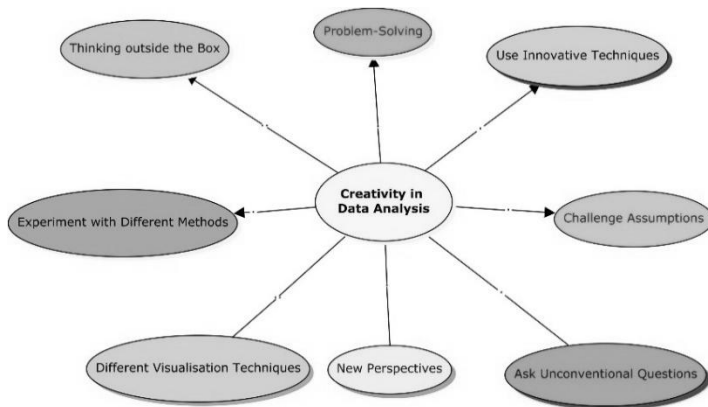 Problem-Solving
Thinking outside the Box
Use Innovative Techniques
Creativity in
Data Analysis
Experiment with Different Methods
Challenge Assumptions
Different Visualisation Techniques
New Perspectives
Ask Unconventional Questions